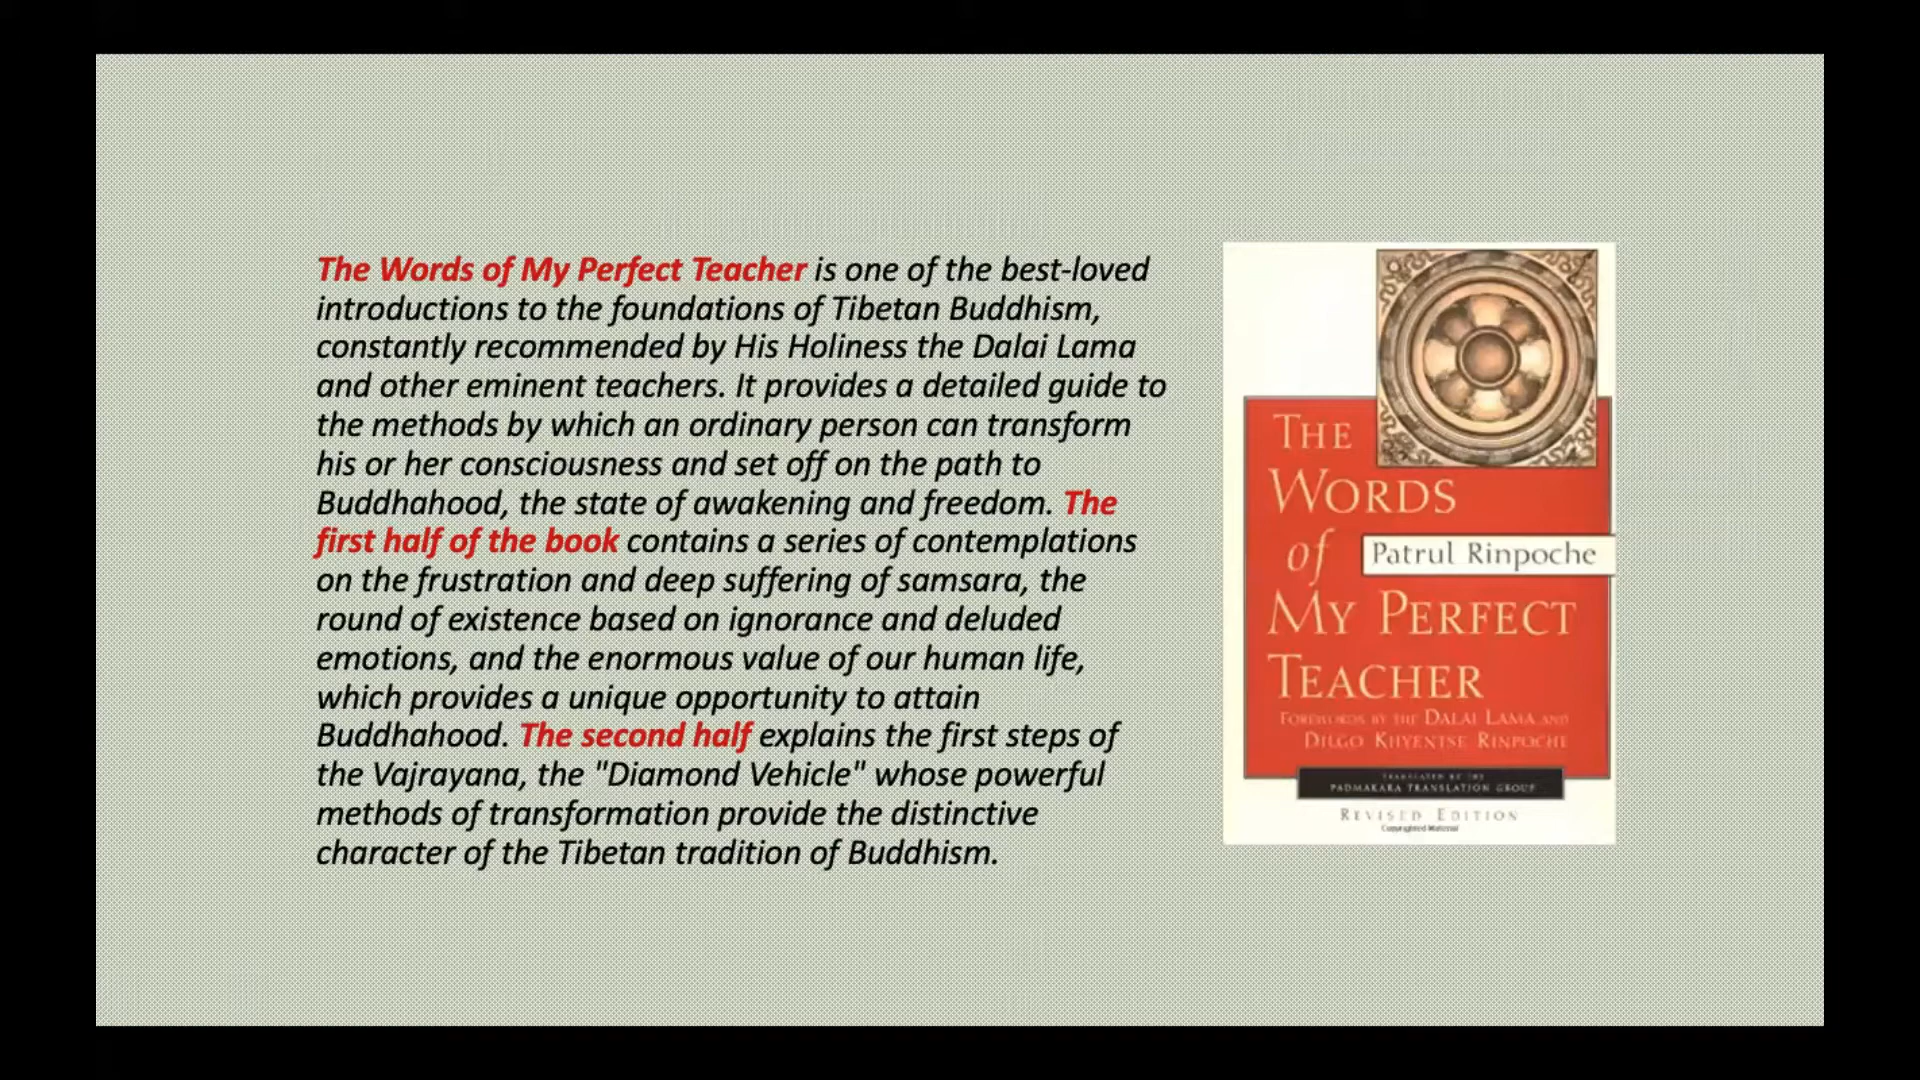 The Words of My Perfect Teacher is one of the best-loved
introductions to the foundations of Tibetan Buddhism,
constantly recommended by His Holiness the Dalai Lama
and other eminent teachers. It provides a detailed guide to
the methods by which an ordinary person can transform
his or her consciousness and set off on the path to
Buddhahood, the state of awakening and freedom. The
first half of the book contains a series of contemplations
on the frustration and deep suffering of samsara, the
round of existence based on ignorance and deluded
emotions, and the enormous value of our human life,
which provides a unique opportunity to attain
Buddhahood. The second half explains the first steps of
the Vajrayana, the "Diamond Vehicle" whose powerful
methods of transformation provide the distinctive
character of the Tibetan tradition of Buddhism.
THE
WORDS
of
Patrul Rinpoche
MY PERFECT
TEACHER
FOREWORDS BY THE DALAI LAMA AND
DILGO KHYENTSE RINPOCHE
TRANSLATED BY THE
PADMAKARA TRANSLATION GROUP
REVISED EDITION
Copyrighted Material